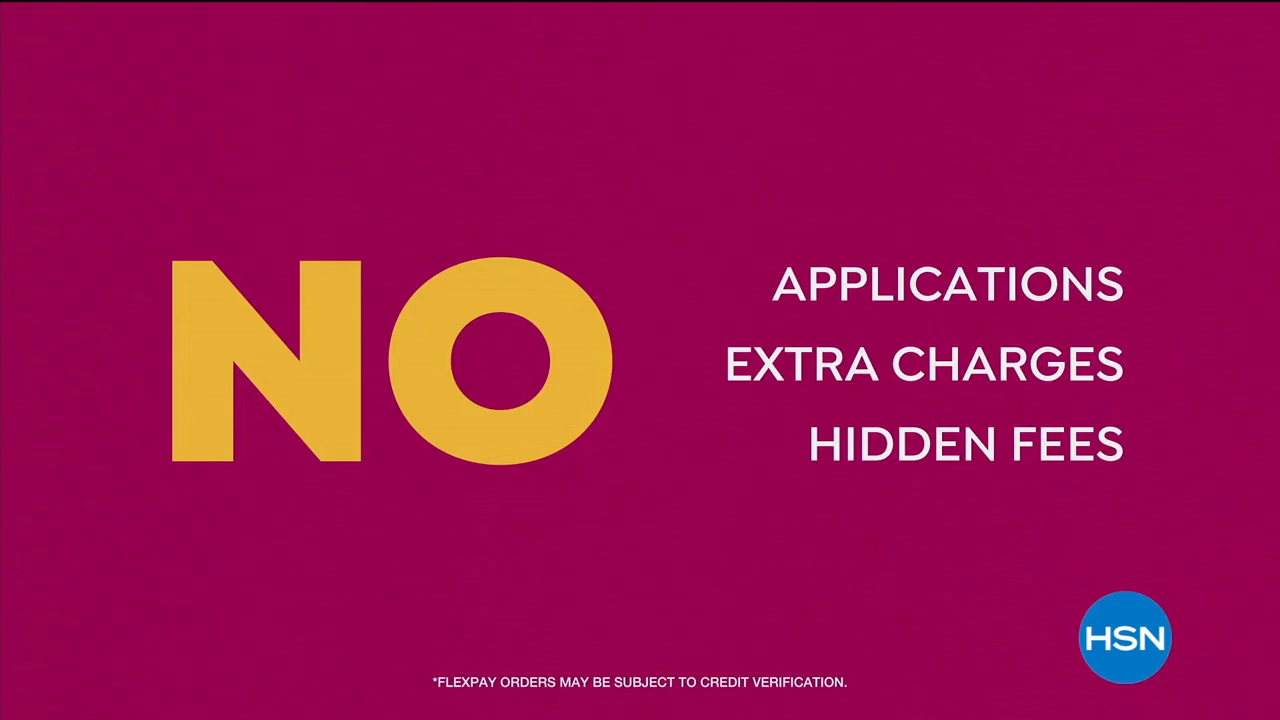 NO
APPLICATIONS
EXTRA CHARGES
HIDDEN FEES
HSN
*FLEXPAY ORDERS MAY BE SUBJECT TO CREDIT VERIFICATION.